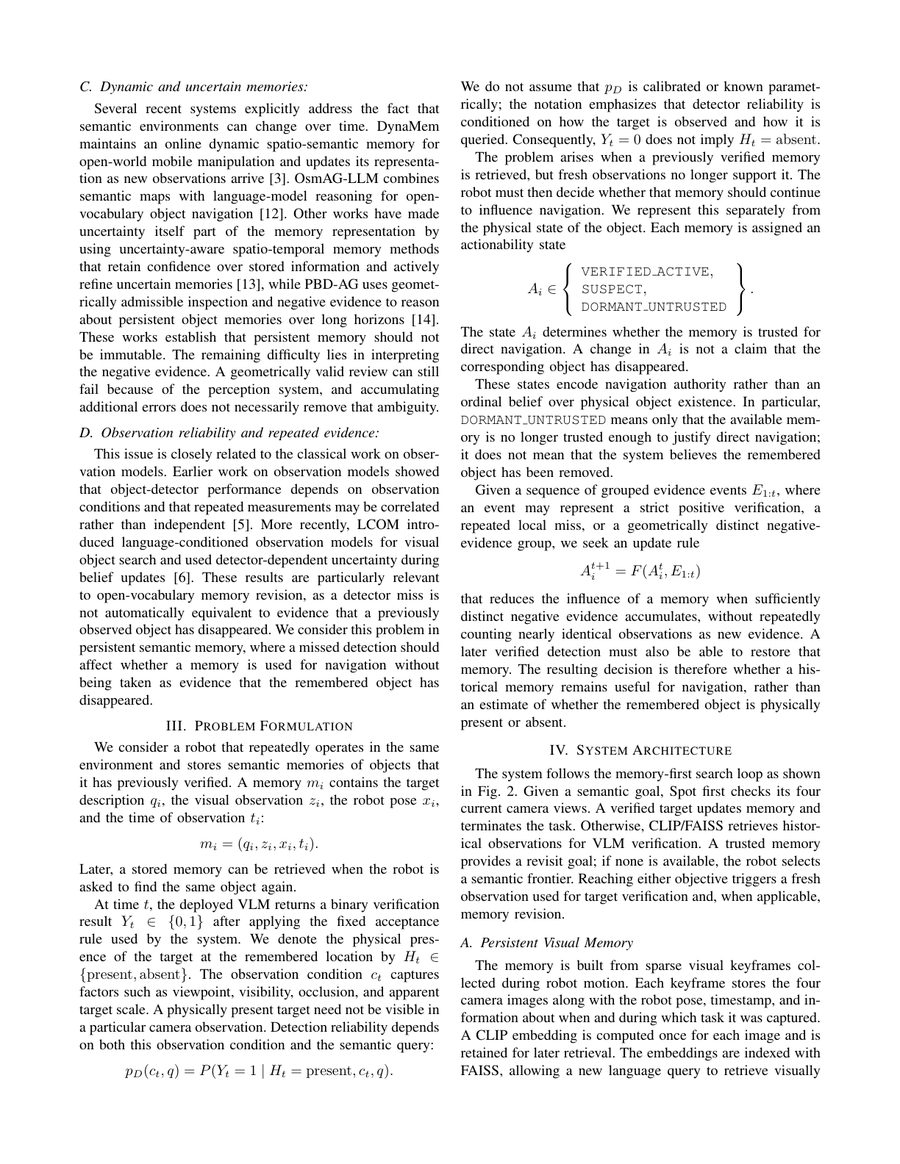 C. Dynamic and uncertain memories:
Several recent systems explicitly address the fact that
semantic environments can change over time. DynaMem
maintains an online dynamic spatio-semantic memory for
open-world mobile manipulation and updates its representa-
tion as new observations arrive [3]. OsmAG-LLM combines
semantic maps with language-model reasoning for open-
vocabulary object navigation [12]. Other works have made
uncertainty itself part of the memory representation by
using uncertainty-aware spatio-temporal memory methods
that retain confidence over stored information and actively
refine uncertain memories [13], while PBD-AG uses geomet-
rically admissible inspection and negative evidence to reason
about persistent object memories over long horizons [14].
These works establish that persistent memory should not
be immutable. The remaining difficulty lies in interpreting
the negative evidence. A geometrically valid review can still
fail because of the perception system, and accumulating
additional errors does not necessarily remove that ambiguity.
D. Observation reliability and repeated evidence:
This issue is closely related to the classical work on obser-
vation models. Earlier work on observation models showed
that object-detector performance depends on observation
conditions and that repeated measurements may be correlated
rather than independent [5]. More recently, LCOM intro-
duced language-conditioned observation models for visual
object search and used detector-dependent uncertainty during
belief updates [6]. These results are particularly relevant
to open-vocabulary memory revision, as a detector miss is
not automatically equivalent to evidence that a previously
observed object has disappeared. We consider this problem in
persistent semantic memory, where a missed detection should
affect whether a memory is used for navigation without
being taken as evidence that the remembered object has
disappeared.
III. PROBLEM FORMULATION
We consider a robot that repeatedly operates in the same
environment and stores semantic memories of objects that
it has previously verified. A memory m_i contains the target
description q_i, the visual observation z_i, the robot pose x_i,
and the time of observation t_i:
m_i = (q_i, z_i, x_i, t_i).
Later, a stored memory can be retrieved when the robot is
asked to find the same object again.
At time t, the deployed VLM returns a binary verification
result Y_t ∈ {0, 1} after applying the fixed acceptance
rule used by the system. We denote the physical pres-
ence of the target at the remembered location by H_t ∈
{present, absent}. The observation condition c_t captures
factors such as viewpoint, visibility, occlusion, and apparent
target scale. A physically present target need not be visible in
a particular camera observation. Detection reliability depends
on both this observation condition and the semantic query:
p_D(c_t, q) = P(Y_t = 1 | H_t = present, c_t, q).
We do not assume that p_D is calibrated or known paramet-
rically; the notation emphasizes that detector reliability is
conditioned on how the target is observed and how it is
queried. Consequently, Y_t = 0 does not imply H_t = absent.
The problem arises when a previously verified memory
is retrieved, but fresh observations no longer support it. The
robot must then decide whether that memory should continue
to influence navigation. We represent this separately from
the physical state of the object. Each memory is assigned an
actionability state
A_i ∈ { VERIFIED_ACTIVE,
SUSPECT,
DORMANT_UNTRUSTED } .
The state A_i determines whether the memory is trusted for
direct navigation. A change in A_i is not a claim that the
corresponding object has disappeared.
These states encode navigation authority rather than an
ordinal belief over physical object existence. In particular,
DORMANT_UNTRUSTED means only that the available mem-
ory is no longer trusted enough to justify direct navigation;
it does not mean that the system believes the remembered
object has been removed.
Given a sequence of grouped evidence events E_{1:t}, where
an event may represent a strict positive verification, a
repeated local miss, or a geometrically distinct negative-
evidence group, we seek an update rule
A_i^{t+1} = F(A_i^t, E_{1:t})
that reduces the influence of a memory when sufficiently
distinct negative evidence accumulates, without repeatedly
counting nearly identical observations as new evidence. A
later verified detection must also be able to restore that
memory. The resulting decision is therefore whether a his-
torical memory remains useful for navigation, rather than
an estimate of whether the remembered object is physically
present or absent.
IV. SYSTEM ARCHITECTURE
The system follows the memory-first search loop as shown
in Fig. 2. Given a semantic goal, Spot first checks its four
current camera views. A verified target updates memory and
terminates the task. Otherwise, CLIP/FAISS retrieves histor-
ical observations for VLM verification. A trusted memory
provides a revisit goal; if none is available, the robot selects
a semantic frontier. Reaching either objective triggers a fresh
observation used for target verification and, when applicable,
memory revision.
A. Persistent Visual Memory
The memory is built from sparse visual keyframes col-
lected during robot motion. Each keyframe stores the four
camera images along with the robot pose, timestamp, and in-
formation about when and during which task it was captured.
A CLIP embedding is computed once for each image and is
retained for later retrieval. The embeddings are indexed with
FAISS, allowing a new language query to retrieve visually